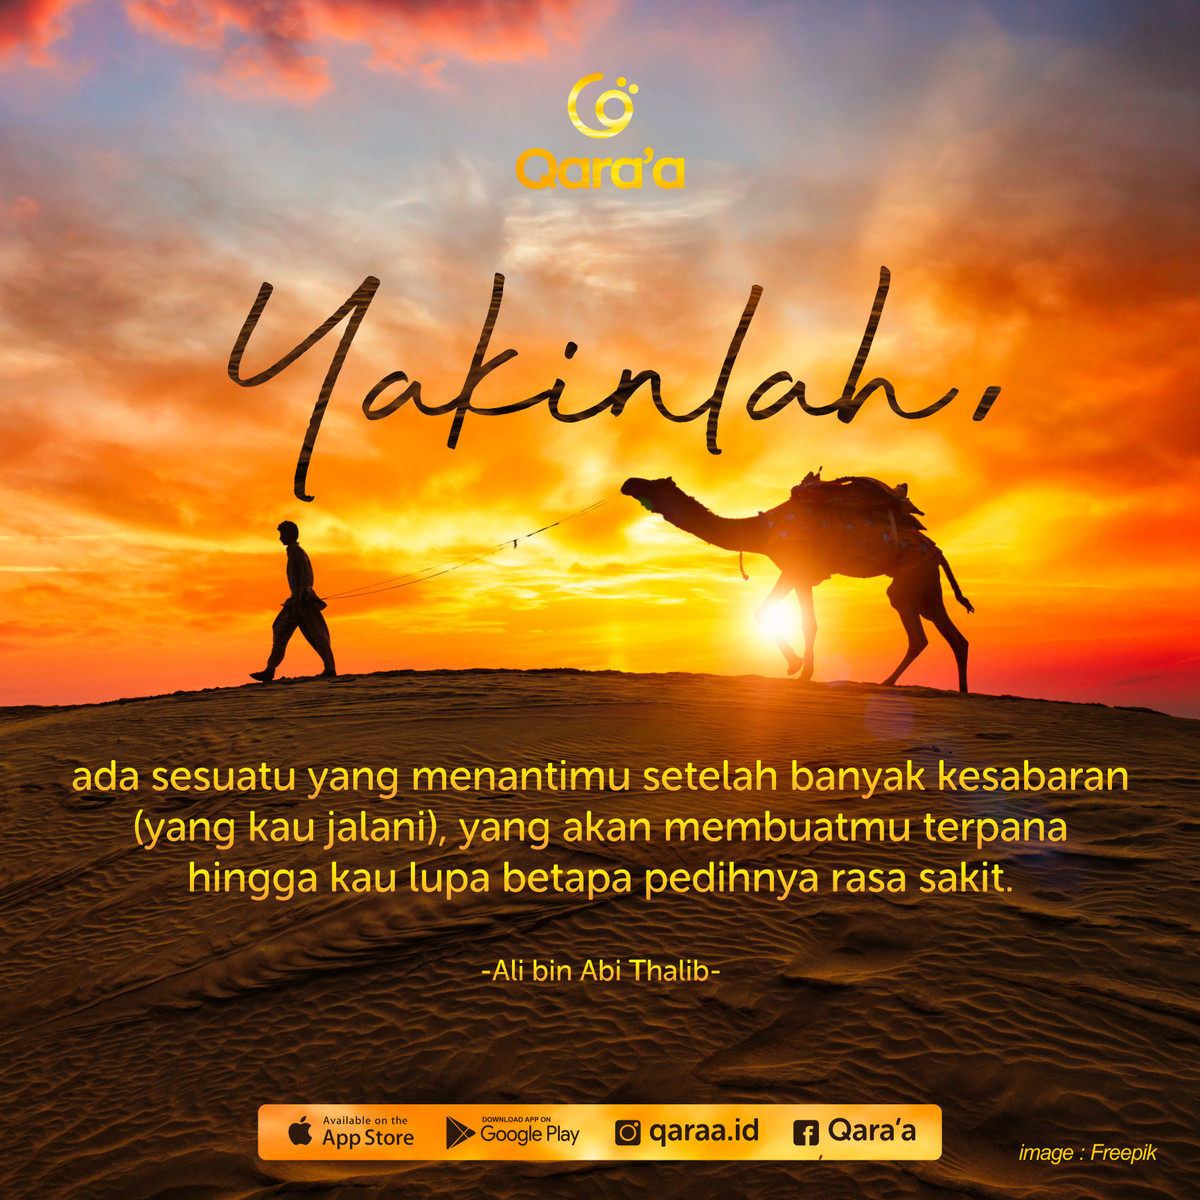 Qara'a
Yakinlah,
ada sesuatu yang menantimu setelah banyak kesabaran
(yang kau jalani), yang akan membuatmu terpana
hingga kau lupa betapa pedihnya rasa sakit.
-Ali bin Abi Thalib-
Available on the
App Store
DOWNLOAD APP ON
Google Play
qaraa.id
Qara'a
image : Freepik